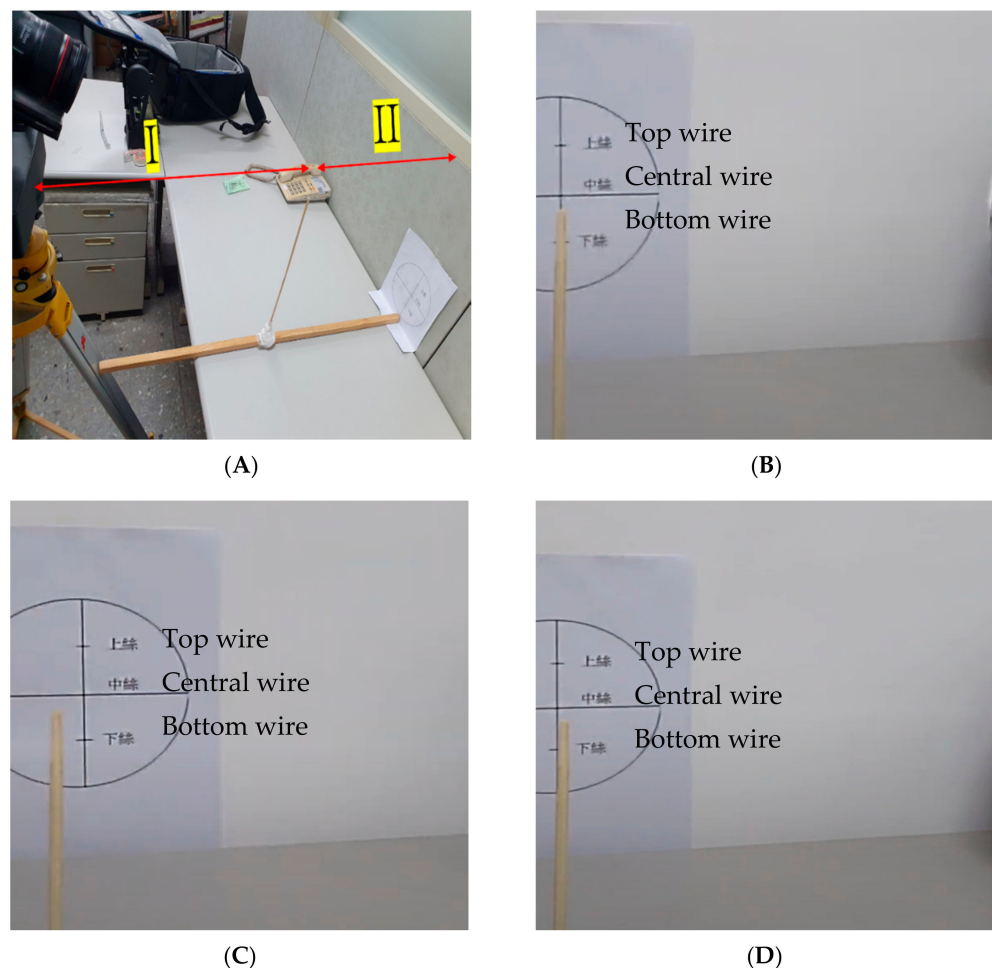 I
II
(A)
上絲 Top wire
中絲 Central wire
下絲 Bottom wire
(B)
上絲 Top wire
中絲 Central wire
下絲 Bottom wire
(C)
上絲 Top wire
中絲 Central wire
下絲 Bottom wire
(D)